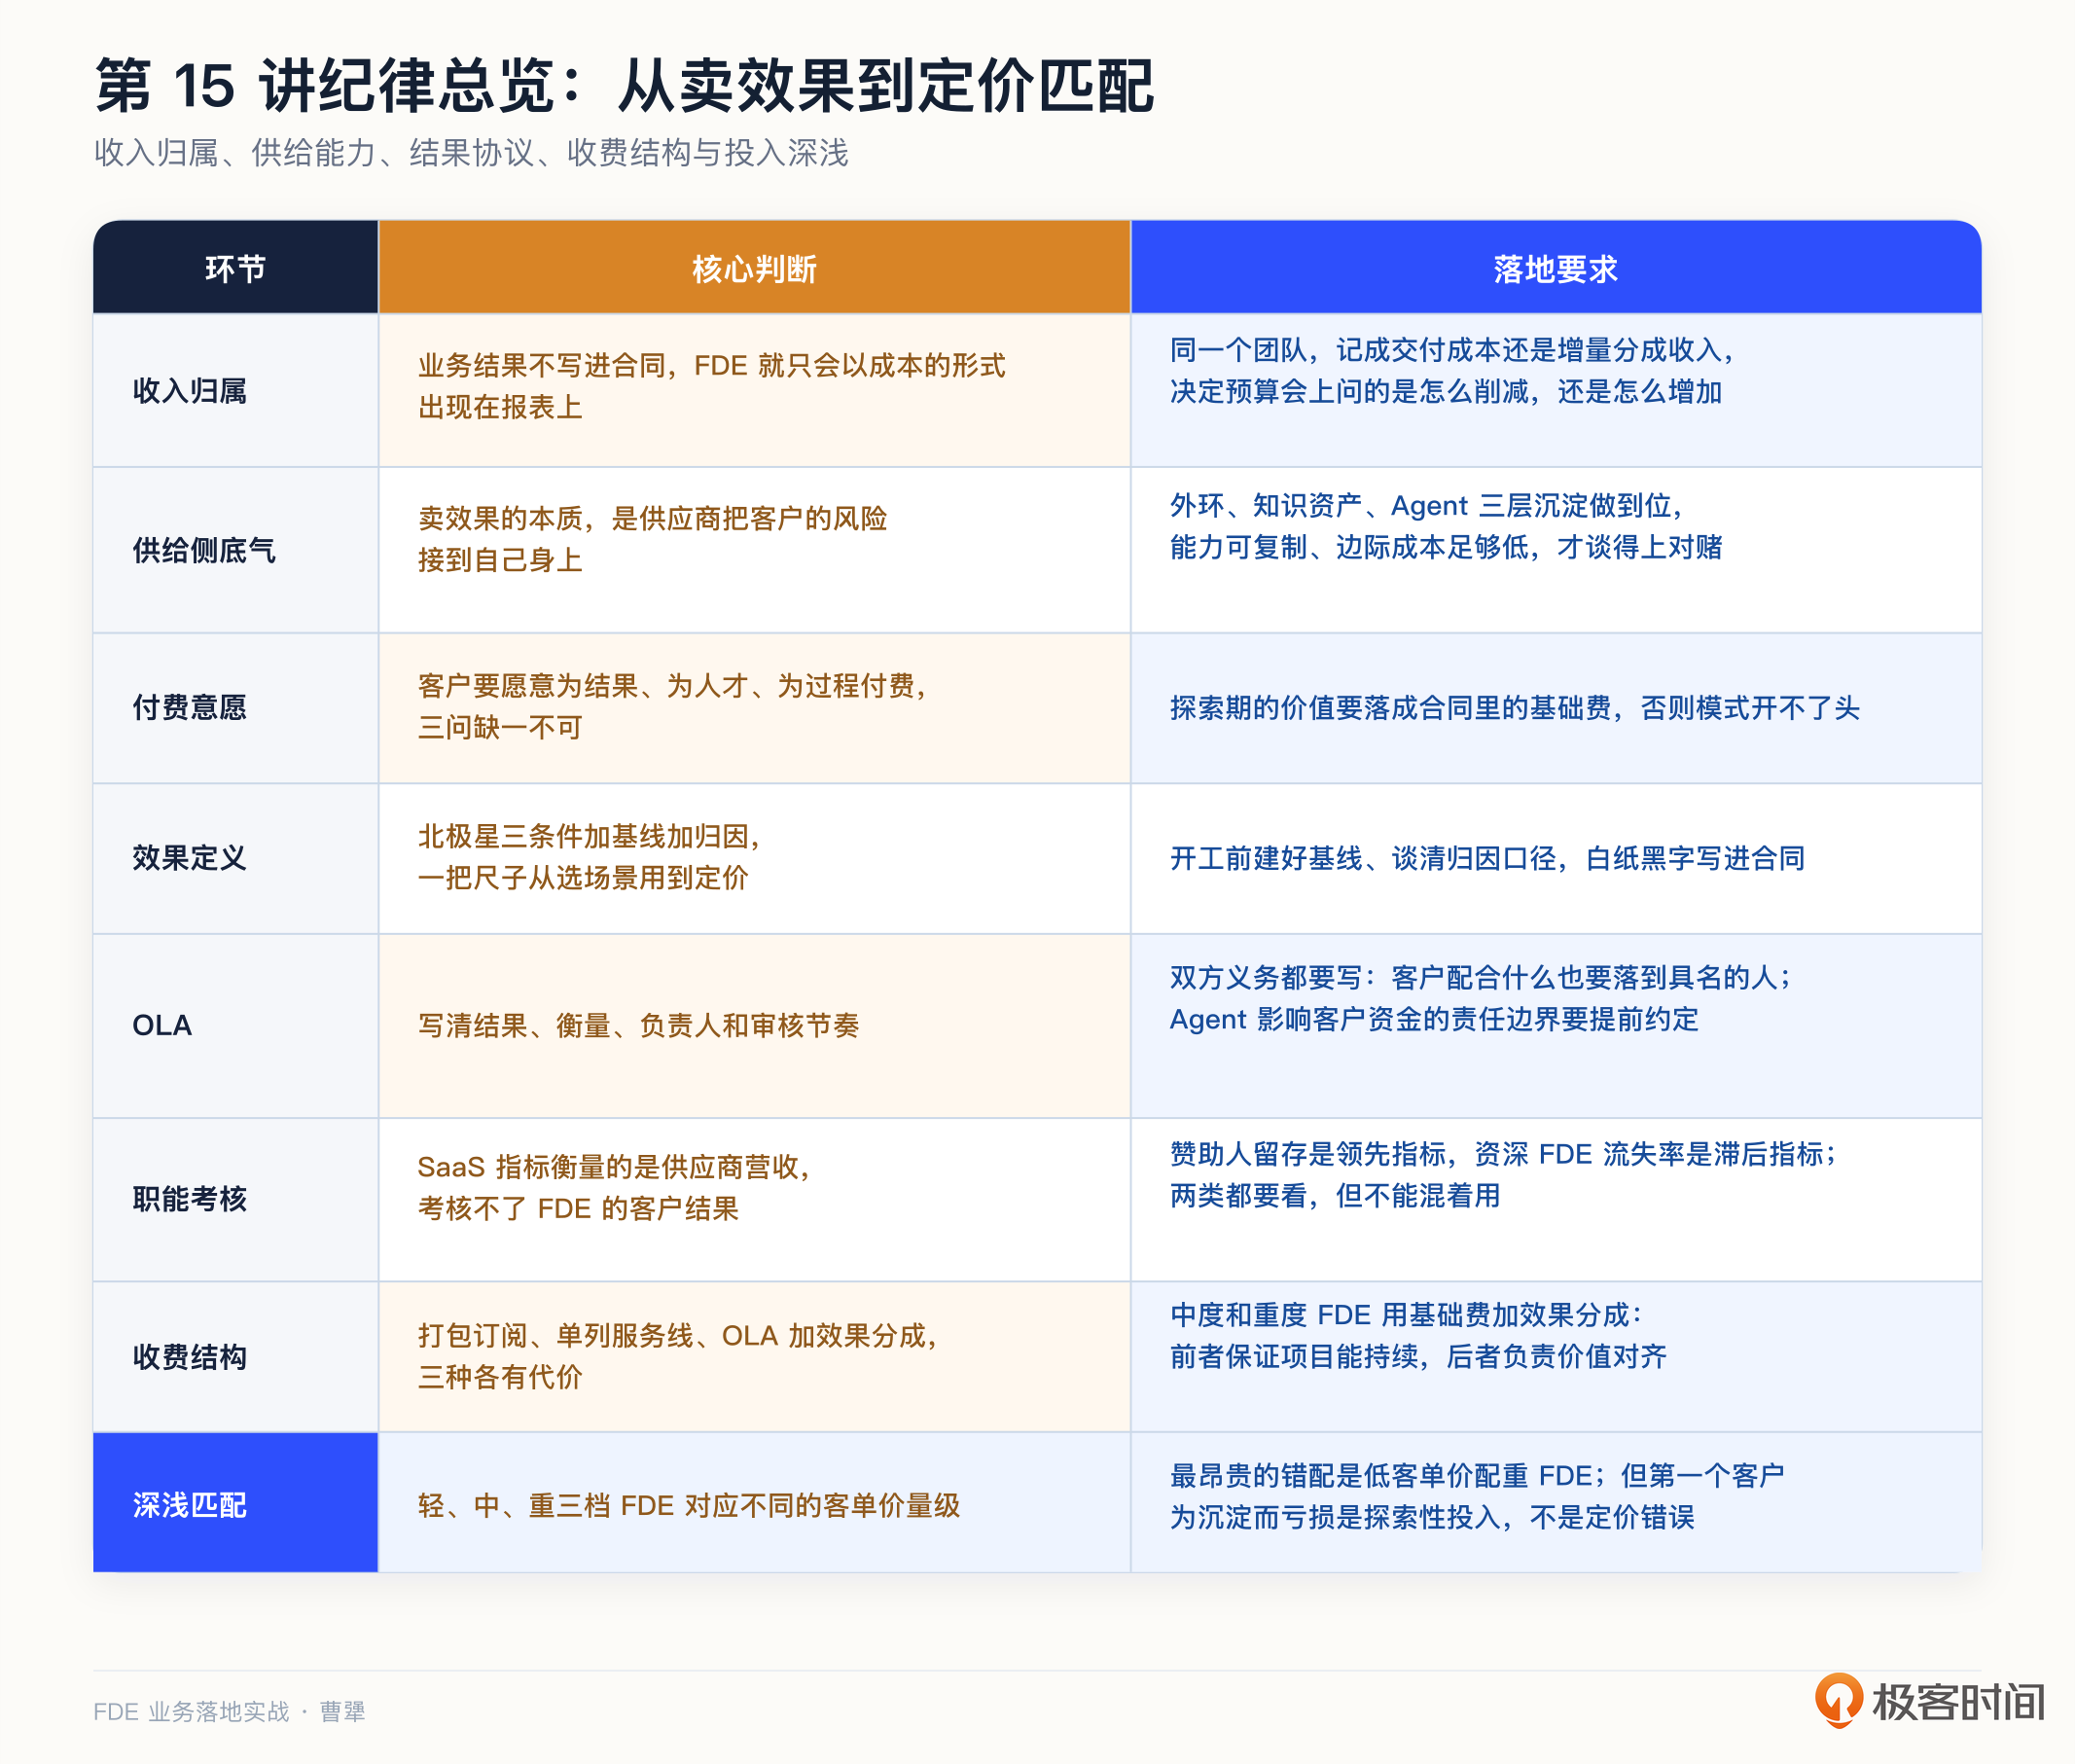 第 15 讲纪律总览：从卖效果到定价匹配
收入归属、供给能力、结果协议、收费结构与投入深浅
环节
核心判断
落地要求
收入归属
业务结果不写进合同，FDE 就只会以成本的形式
出现在报表上
同一个团队，记成交付成本还是增量分成收入，
决定预算会上问的是怎么削减，还是怎么增加
供给侧底气
卖效果的本质，是供应商把客户的风险
接到自己身上
外环、知识资产、Agent 三层沉淀做到位，
能力可复制、边际成本足够低，才谈得上对赌
付费意愿
客户要愿意为结果、为人才、为过程付费，
三问缺一不可
探索期的价值要落成合同里的基础费，否则模式开不了头
效果定义
北极星三条件加基线加归因，
一把尺子从选场景用到定价
开工前建好基线、谈清归因口径，白纸黑字写进合同
OLA
写清结果、衡量、负责人和审核节奏
双方义务都要写：客户配合什么也要落到具名的人；
Agent 影响客户资金的责任边界要提前约定
职能考核
SaaS 指标衡量的是供应商营收，
考核不了 FDE 的客户结果
赞助人留存是领先指标，资深 FDE 流失率是滞后指标；
两类都要看，但不能混着用
收费结构
打包订阅、单列服务线、OLA 加效果分成，
三种各有代价
中度和重度 FDE 用基础费加效果分成：
前者保证项目能持续，后者负责价值对齐
深浅匹配
轻、中、重三档 FDE 对应不同的客单价量级
最昂贵的错配是低客单价配重 FDE；但第一个客户
为沉淀而亏损是探索性投入，不是定价错误
FDE 业务落地实战 · 曹犟
极客时间